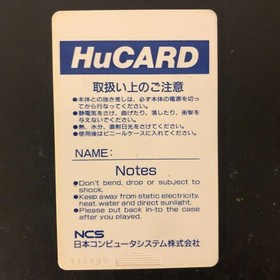 HuCARD
取扱い上のご注意
●本体との抜き差しは、必ず本体の電源を切っ
てから行なってください。
●静電気をさけ、曲げたり、落したり、衝撃を
与えないでください。
●熱、水分、直射日光をさけてください。
●使用後はビニールケースに入れてください。
NAME:
Notes
●Don't bend, drop or subject to
shock.
●Keep away from static electricity,
heat, water and direct sunlight.
●Please put back in-to the case
after you played.
NCS
日本コンピュータシステム株式会社